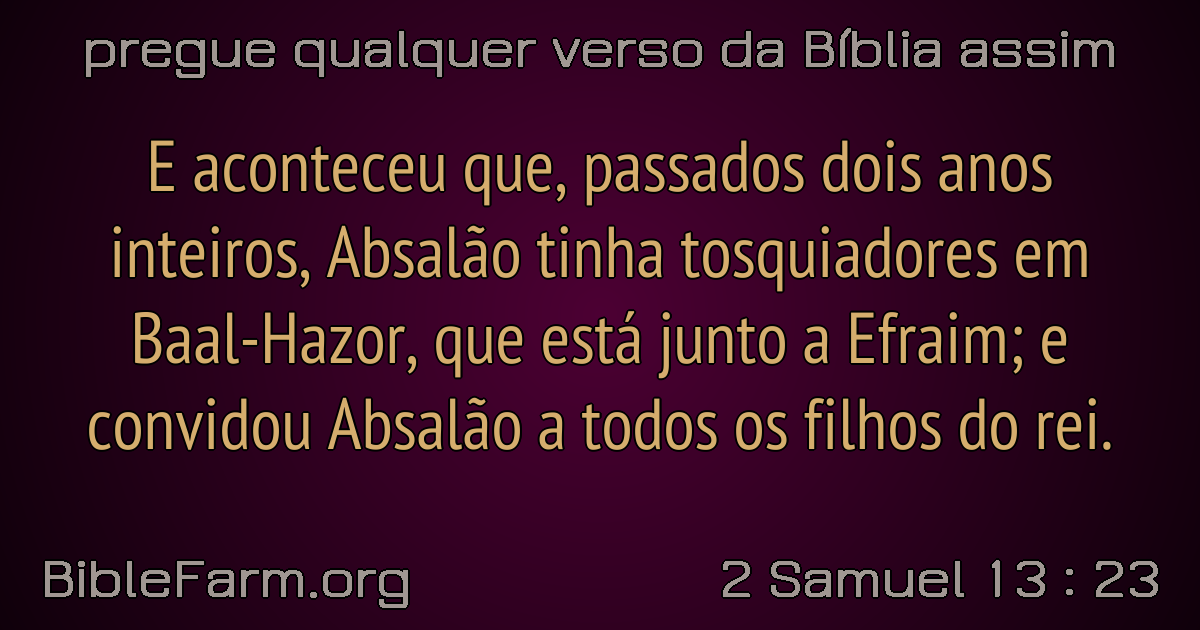 pregue qualquer verso da Bíblia assim
E aconteceu que, passados dois anos
inteiros, Absalão tinha tosquiadores em
Baal-Hazor, que está junto a Efraim; e
convidou Absalão a todos os filhos do rei.
BibleFarm.org
2 Samuel 13 : 23